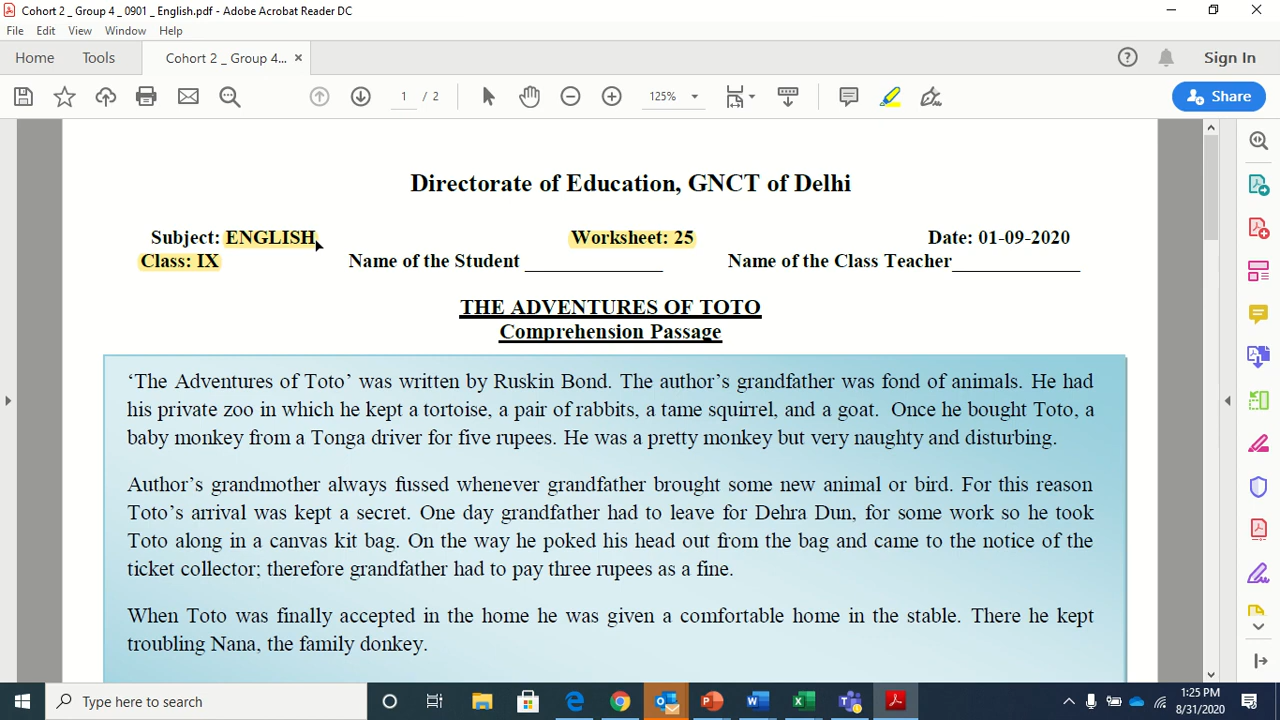 Cohort 2 _ Group 4 _ 0901 _ English.pdf - Adobe Acrobat Reader DC
File Edit View Window Help
Home Tools Cohort 2 _ Group 4... × Sign In
1 / 2 125% Share
Directorate of Education, GNCT of Delhi
Subject: ENGLISH Worksheet: 25 Date: 01-09-2020
Class: IX Name of the Student _____________ Name of the Class Teacher____________
THE ADVENTURES OF TOTO
Comprehension Passage
‘The Adventures of Toto’ was written by Ruskin Bond. The author’s grandfather was fond of animals. He had
his private zoo in which he kept a tortoise, a pair of rabbits, a tame squirrel, and a goat. Once he bought Toto, a
baby monkey from a Tonga driver for five rupees. He was a pretty monkey but very naughty and disturbing.
Author’s grandmother always fussed whenever grandfather brought some new animal or bird. For this reason
Toto’s arrival was kept a secret. One day grandfather had to leave for Dehra Dun, for some work so he took
Toto along in a canvas kit bag. On the way he poked his head out from the bag and came to the notice of the
ticket collector; therefore grandfather had to pay three rupees as a fine.
When Toto was finally accepted in the home he was given a comfortable home in the stable. There he kept
troubling Nana, the family donkey.
Type here to search
1:25 PM
8/31/2020